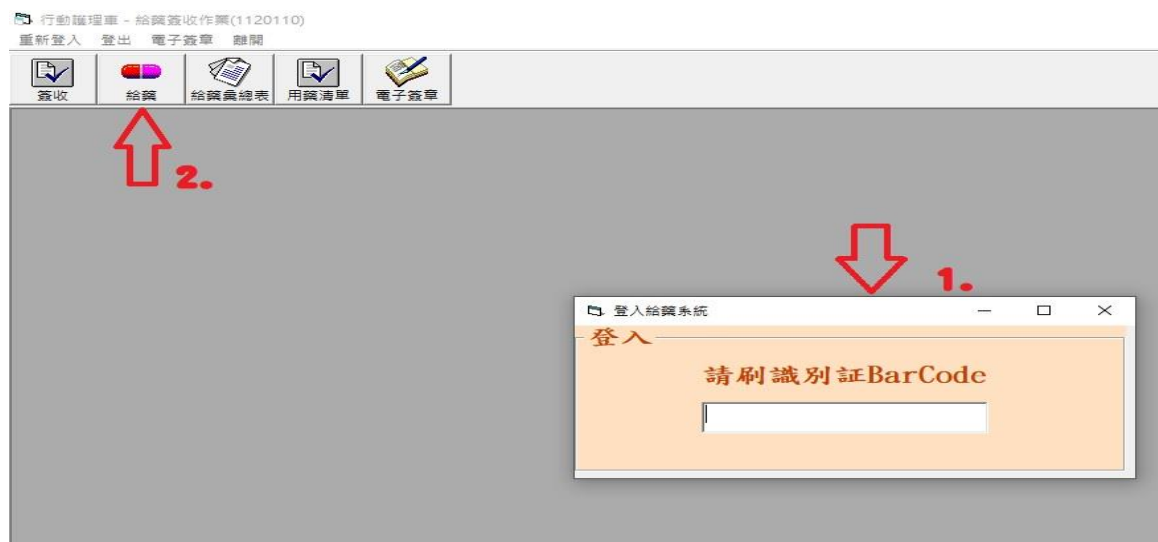 行動護理車 - 給藥簽收作業(1120110)
重新登入 登出 電子簽章 離開
簽收 給藥 給藥彙總表 用藥清單 電子簽章
2.
1.
登入給藥系統
登入
請刷識別証BarCode